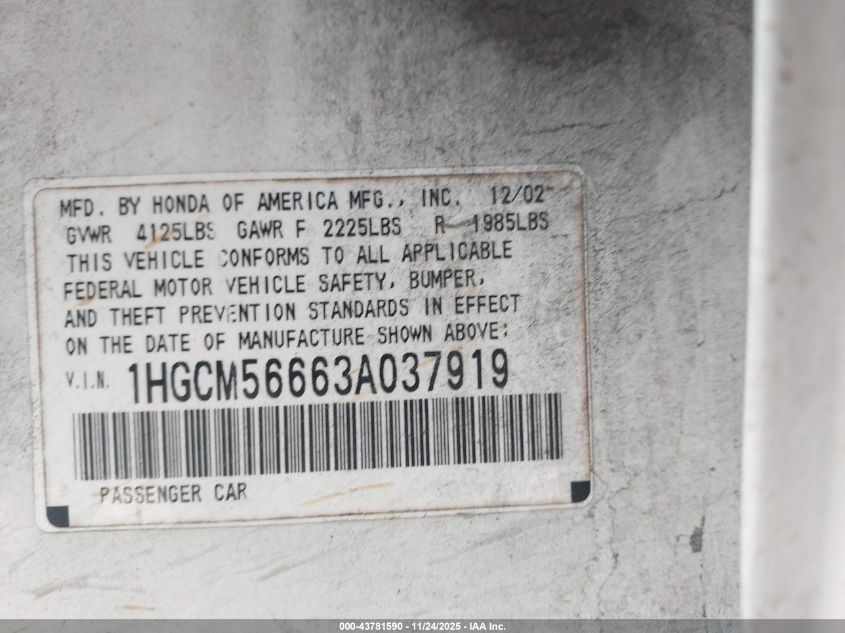 MFD. BY HONDA OF AMERICA MFG., INC. 12/02
GVWR 4125LBS GAWR F 2225LBS R 1985LBS
THIS VEHICLE CONFORMS TO ALL APPLICABLE
FEDERAL MOTOR VEHICLE SAFETY, BUMPER,
AND THEFT PREVENTION STANDARDS IN EFFECT
ON THE DATE OF MANUFACTURE SHOWN ABOVE:
V.I.N. 1HGCM56663A037919
PASSENGER CAR
000-43781590 - 11/24/2025 - IAA Inc.